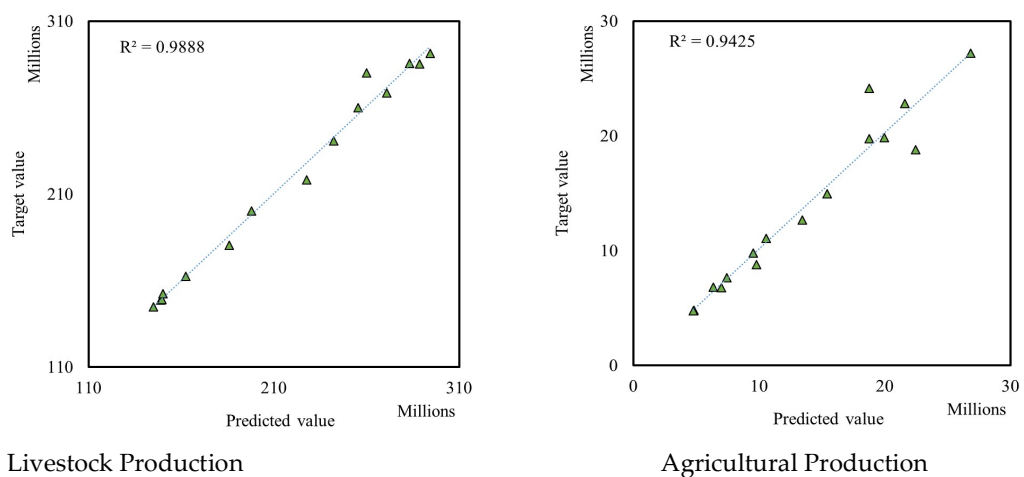 310
Millions
R² = 0.9888
Target value
210
110
110
210
310
Millions
Predicted value
Livestock Production
30
Millions
R² = 0.9425
20
Target value
10
0
0
10
20
30
Millions
Predicted value
Agricultural Production